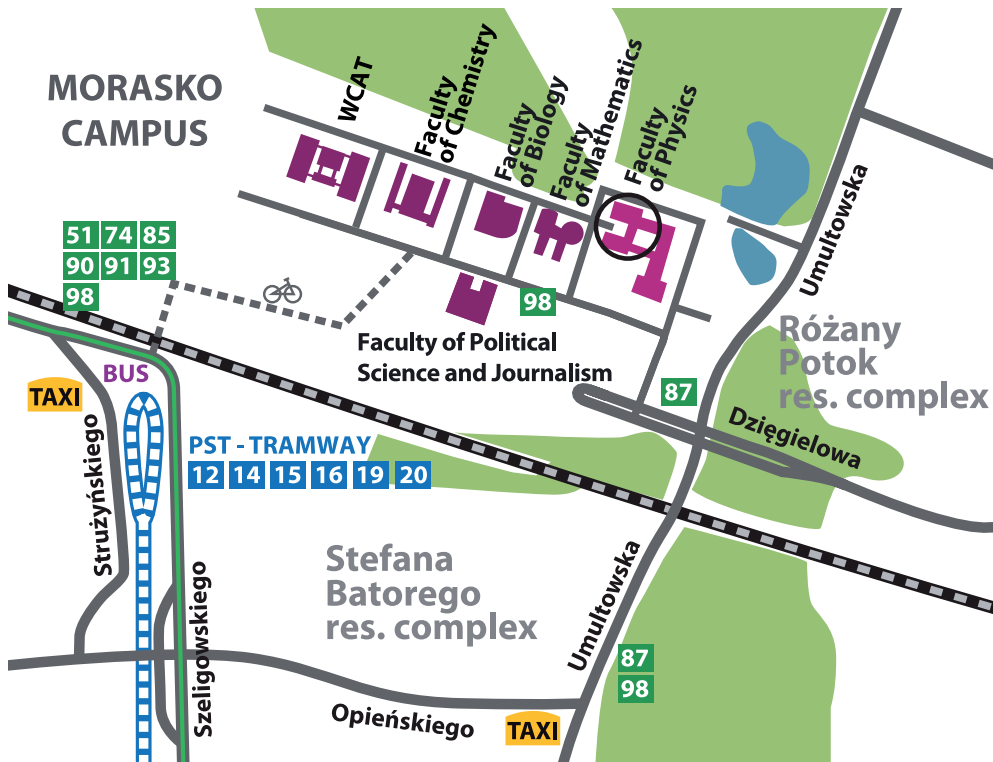 MORASKO
CAMPUS
WCAT
Faculty
of Chemistry
Faculty
of Biology
Faculty
of Mathematics
Faculty
of Physics
Umultowska
51 74 85
90 91 93
98
98
Faculty of Political
Science and Journalism
Różany
Potok
res. complex
87
Dzięgielowa
BUS
TAXI
PST - TRAMWAY
12 14 15 16 19 20
Strużyńskiego
Szeligowskiego
Stefana
Batorego
res. complex
Umultowska
87
98
Opieńskiego
TAXI